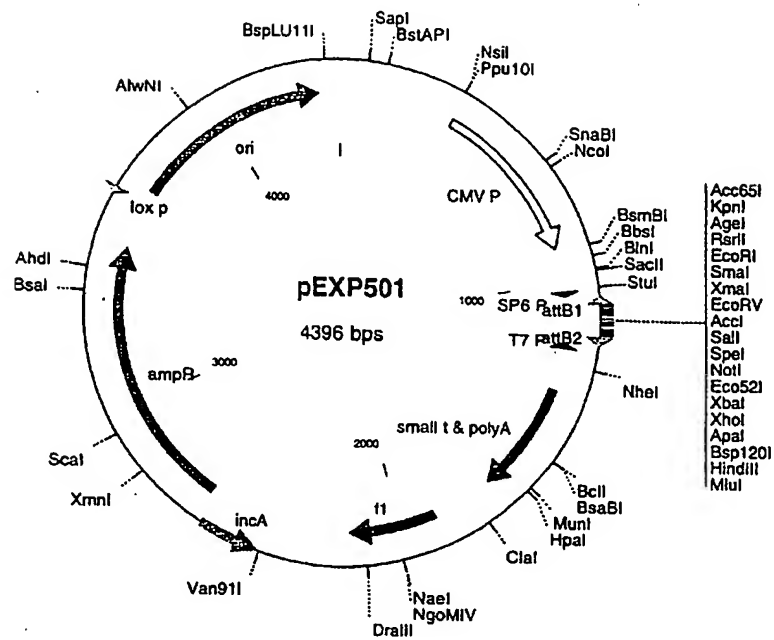 BspLU11I
SapI
BstAPI
NsiI
Ppu10I
AlwNI
SnaBI
NcoI
ori
I
4000
CMV P
lox p
BsmBI
BbsI
BlnI
SacII
StuI
AhdI
BsaI
pEXP501
4396 bps
1000
SP6 P
attB1
T7 P
attB2
Acc65I
KpnI
AgeI
RsrII
EcoRI
SmaI
XmaI
EcoRV
AccI
SalI
SpeI
NotI
Eco52I
XbaI
XhoI
ApaI
Bsp120I
HindIII
MluI
ampR
3000
NheI
small t & polyA
2000
ScaI
XmnI
f1
incA
BclI
BsaBI
MunI
HpaI
ClaI
Van91I
NaeI
NgoMIV
DraIII